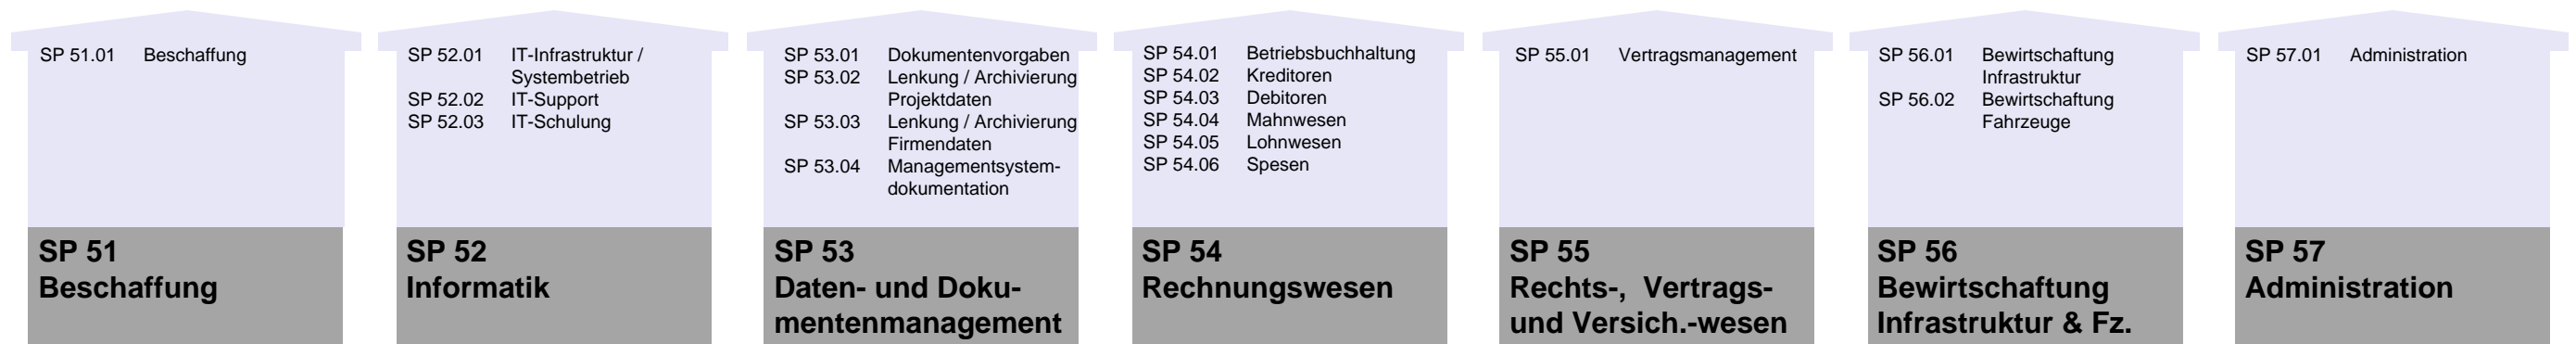 SP 51.01 Beschaffung
SP 51
Beschaffung
SP 52.01 IT-Infrastruktur /
Systembetrieb
SP 52.02 IT-Support
SP 52.03 IT-Schulung
SP 52
Informatik
SP 53.01 Dokumentenvorgaben
SP 53.02 Lenkung / Archivierung
Projektdaten
SP 53.03 Lenkung / Archivierung
Firmendaten
SP 53.04 Managementsystem-
dokumentation
SP 53
Daten- und Doku-
mentenmanagement
SP 54.01 Betriebsbuchhaltung
SP 54.02 Kreditoren
SP 54.03 Debitoren
SP 54.04 Mahnwesen
SP 54.05 Lohnwesen
SP 54.06 Spesen
SP 54
Rechnungswesen
SP 55.01 Vertragsmanagement
SP 55
Rechts-, Vertrags-
und Versich.-wesen
SP 56.01 Bewirtschaftung
Infrastruktur
SP 56.02 Bewirtschaftung
Fahrzeuge
SP 56
Bewirtschaftung
Infrastruktur & Fz.
SP 57.01 Administration
SP 57
Administration